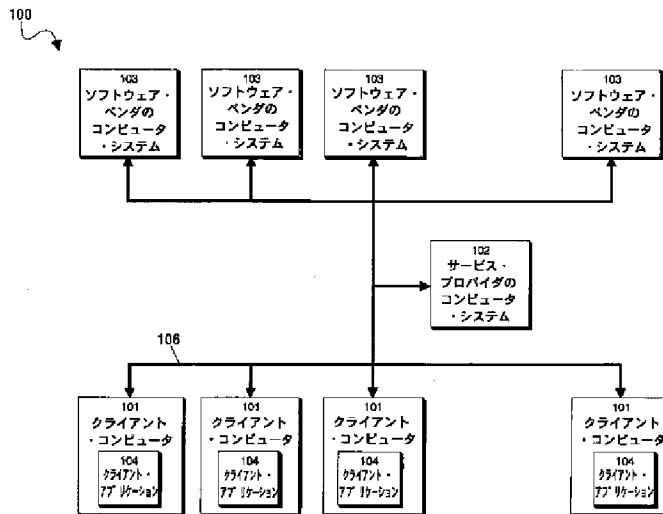 100
103
ソフトウェア・
ベンダの
コンピュータ
・システム
103
ソフトウェア・
ベンダの
コンピュータ
・システム
103
ソフトウェア・
ベンダの
コンピュータ
・システム
103
ソフトウェア・
ベンダの
コンピュータ
・システム
102
サービス・
プロバイダの
コンピュータ
・システム
106
101
クライアント
・コンピュータ
104
クライアント・
アプリケーション
101
クライアント
・コンピュータ
104
クライアント・
アプリケーション
101
クライアント
・コンピュータ
104
クライアント・
アプリケーション
101
クライアント
・コンピュータ
104
クライアント・
アプリケーション